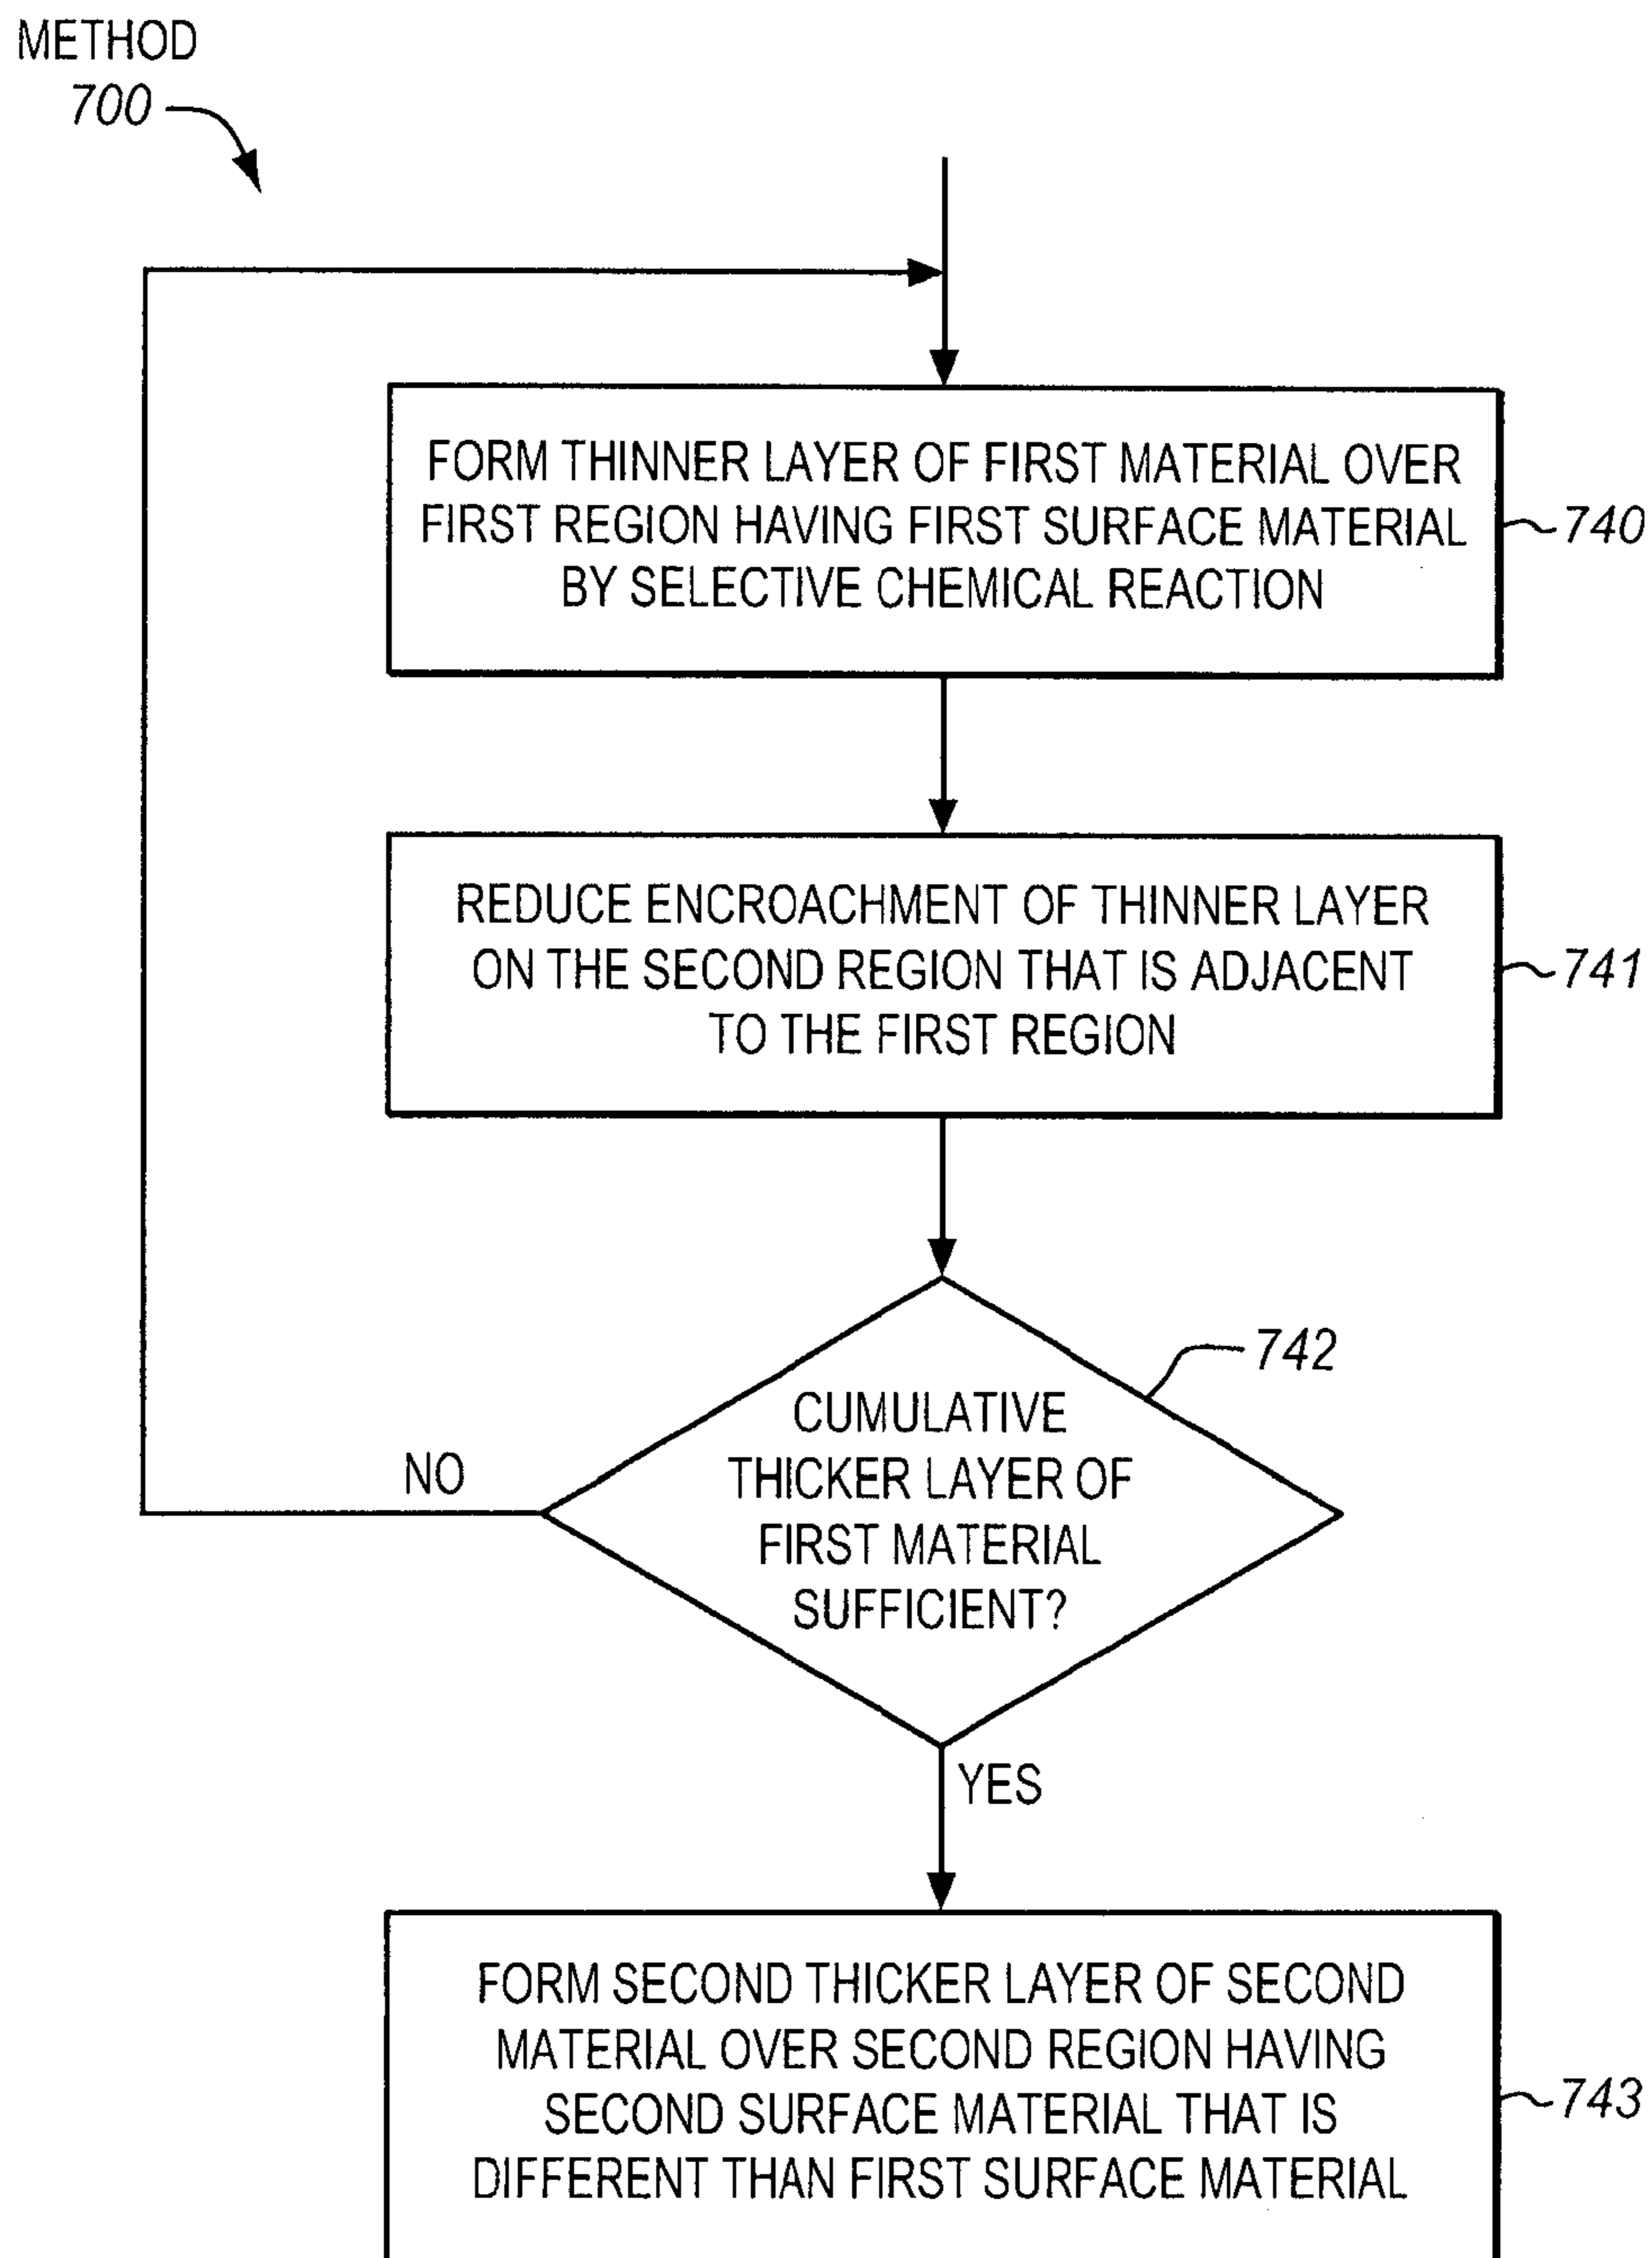 METHOD
700
FORM THINNER LAYER OF FIRST MATERIAL OVER
FIRST REGION HAVING FIRST SURFACE MATERIAL
BY SELECTIVE CHEMICAL REACTION
740
REDUCE ENCROACHMENT OF THINNER LAYER
ON THE SECOND REGION THAT IS ADJACENT
TO THE FIRST REGION
741
742
CUMULATIVE
THICKER LAYER OF
FIRST MATERIAL
SUFFICIENT?
NO
YES
FORM SECOND THICKER LAYER OF SECOND
MATERIAL OVER SECOND REGION HAVING
SECOND SURFACE MATERIAL THAT IS
DIFFERENT THAN FIRST SURFACE MATERIAL
743